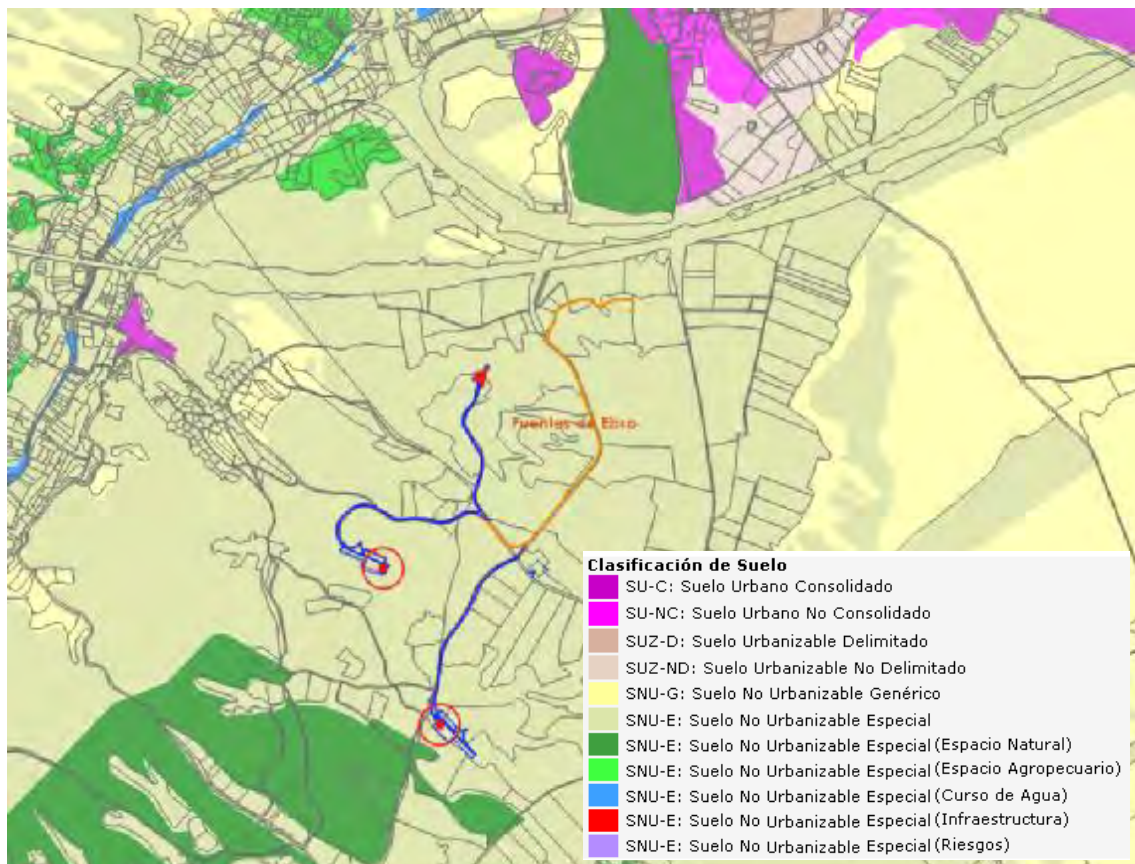 Fuentes de Ebro
Clasificación de Suelo
SU-C: Suelo Urbano Consolidado
SU-NC: Suelo Urbano No Consolidado
SUZ-D: Suelo Urbanizable Delimitado
SUZ-ND: Suelo Urbanizable No Delimitado
SNU-G: Suelo No Urbanizable Genérico
SNU-E: Suelo No Urbanizable Especial
SNU-E: Suelo No Urbanizable Especial (Espacio Natural)
SNU-E: Suelo No Urbanizable Especial (Espacio Agropecuario)
SNU-E: Suelo No Urbanizable Especial (Curso de Agua)
SNU-E: Suelo No Urbanizable Especial (Infraestructura)
SNU-E: Suelo No Urbanizable Especial (Riesgos)